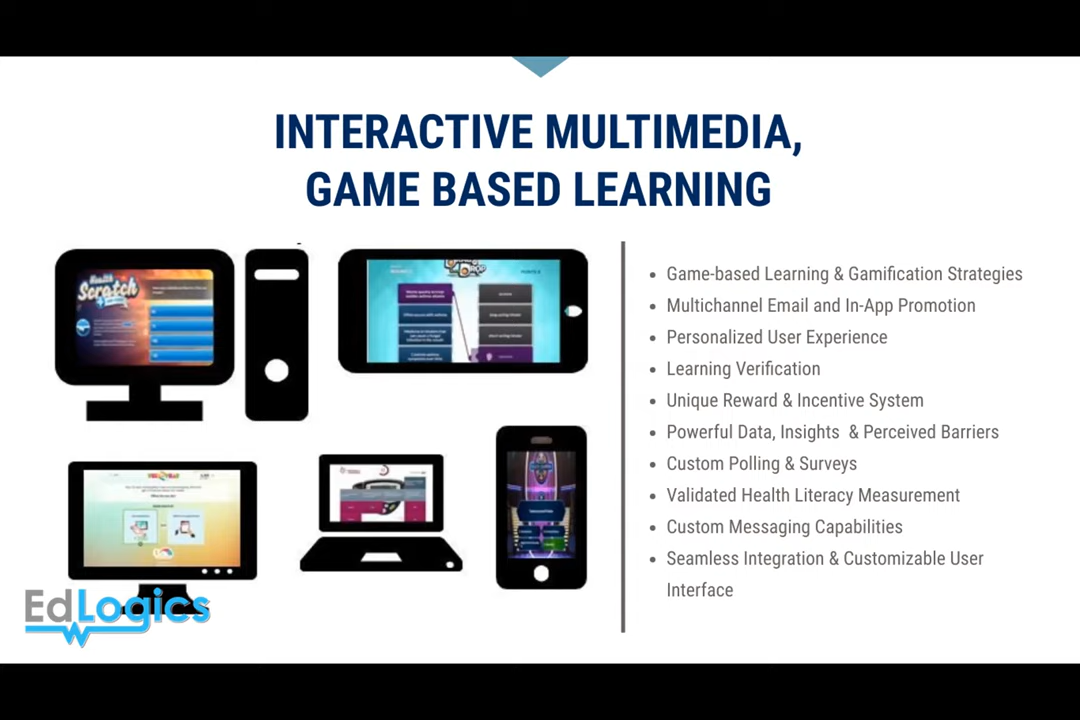 INTERACTIVE MULTIMEDIA,
GAME BASED LEARNING
Health
Scratch
DROP
• Game-based Learning & Gamification Strategies
• Multichannel Email and In-App Promotion
• Personalized User Experience
• Learning Verification
• Unique Reward & Incentive System
• Powerful Data, Insights & Perceived Barriers
• Custom Polling & Surveys
• Validated Health Literacy Measurement
• Custom Messaging Capabilities
• Seamless Integration & Customizable User
Interface
EdLogics